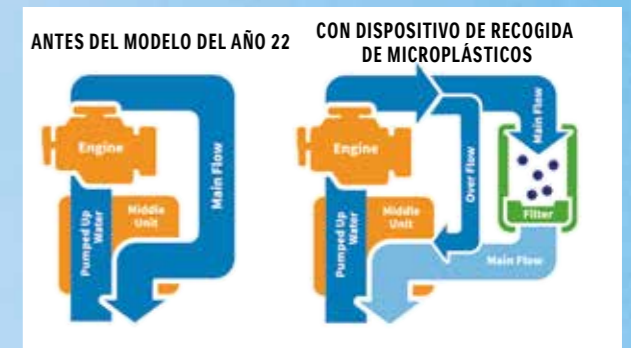 ANTES DEL MODELO DEL AÑO 22
Engine
Main Flow
Pumped Up
Water
Middle
Unit
CON DISPOSITIVO DE RECOGIDA
DE MICROPLÁSTICOS
Engine
Main Flow
Over Flow
Filter
Pumped Up
Water
Middle
Unit
Main Flow